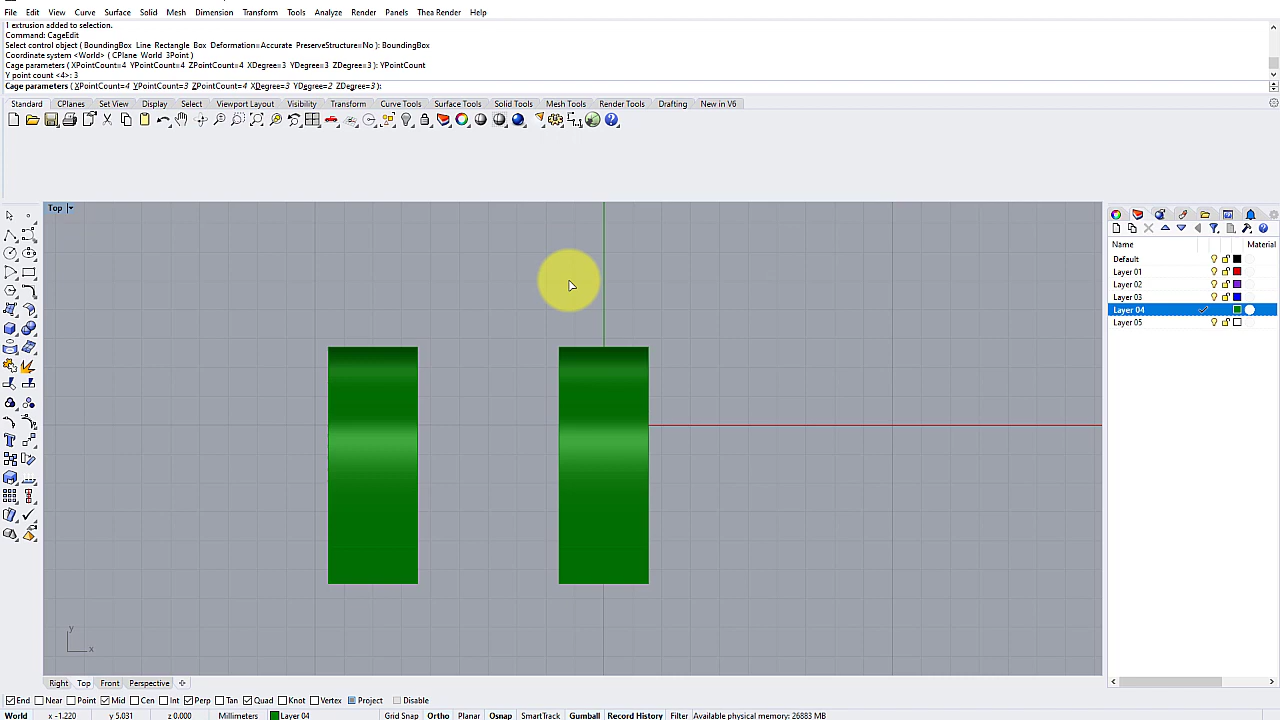 File Edit View Curve Surface Solid Mesh Dimension Transform Tools Analyze Render Panels Thea Render Help
1 extrusion added to selection.
Command: CageEdit
Select control object ( BoundingBox Line Rectangle Box Deformation=Accurate PreserveStructure=No ): BoundingBox
Coordinate system <World> ( CPlane World 3Point )
Cage parameters ( XPointCount=4 YPointCount=4 ZPointCount=4 XDegree=3 YDegree=3 ZDegree=3 ): YPointCount
Y point count <4>: 3
Cage parameters ( XPointCount=4 YPointCount=3 ZPointCount=4 XDegree=3 YDegree=2 ZDegree=3 ):
Standard CPlanes Set View Display Select Viewport Layout Visibility Transform Curve Tools Surface Tools Solid Tools Mesh Tools Render Tools Drafting New in V6
Top
Name Material
Default
Layer 01
Layer 02
Layer 03
Layer 04
Layer 05
y
x
Right Top Front Perspective
End Near Point Mid Cen Int Perp Tan Quad Knot Vertex Project Disable
World x -1.220 y 5.031 z 0.000 Millimeters Layer 04 Grid Snap Ortho Planar Osnap SmartTrack Gumball Record History Filter Available physical memory: 26883 MB